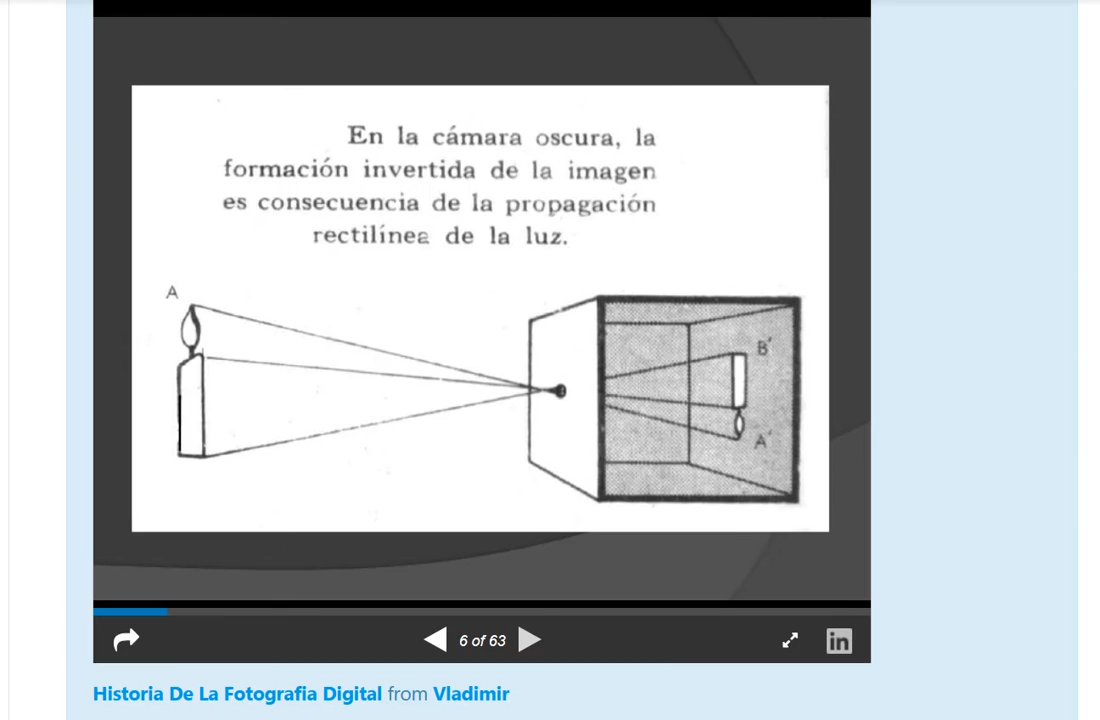 En la cámara oscura, la
formación invertida de la imagen
es consecuencia de la propagación
rectilínea de la luz.
A
B'
A'
6 of 63
in
Historia De La Fotografia Digital from Vladimir